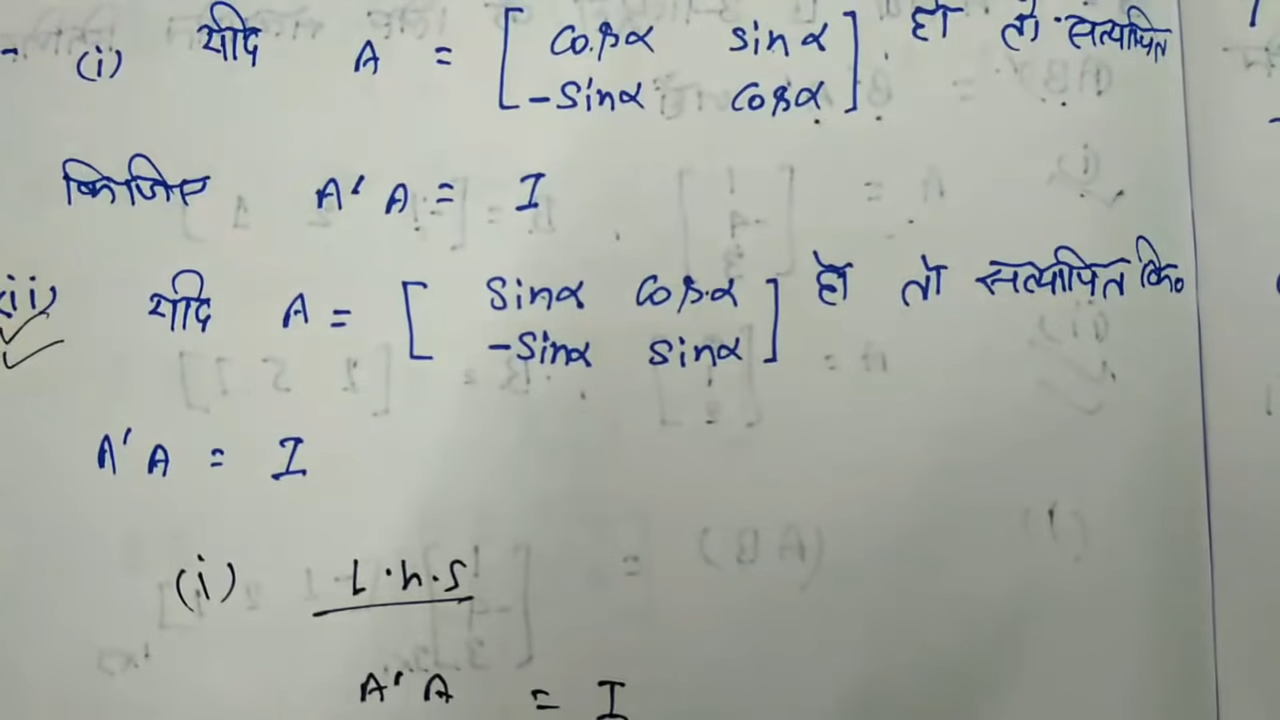 (i) यदि A = [ cosα sinα ] हो तो सत्यापित
-sinα cosα
किजिए A' A = I
(ii) यदि A = [ sinα cosα ] हो तो सत्यापित कि०
-sinα sinα
A' A = I
(i) L.h.S
A' A = I